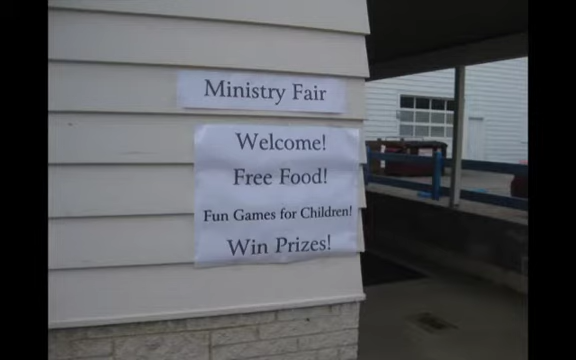 Ministry Fair
Welcome!
Free Food!
Fun Games for Children!
Win Prizes!